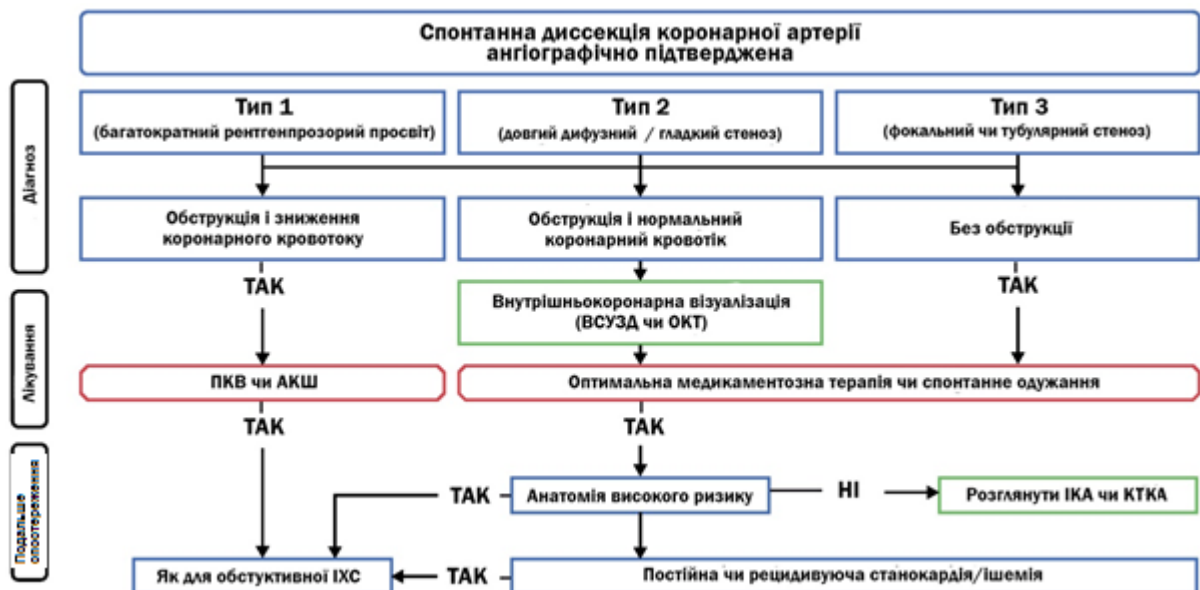 Спонтанна диссекція коронарної артерії
ангіографічно підтверджена
Діагноз
Тип 1
(багатократний рентгенпрозорий просвіт)
Тип 2
(довгий дифузний / гладкий стеноз)
Тип 3
(фокальний чи тубулярний стеноз)
Обструкція і зниження
коронарного кровотоку
Обструкція і нормальний
коронарний кровотік
Без обструкції
ТАК
ТАК
Лікування
Внутрішньокоронарна візуалізація
(ВСУЗД чи ОКТ)
ПКВ чи АКШ
Оптимальна медикаментозна терапія чи спонтанне одужання
ТАК
ТАК
Подальше
опостереження
ТАК
Анатомія високого ризику
НІ
Розглянути ІКА чи КТКА
Як для обстуктивної ІХС
ТАК
Постійна чи рецидивуюча станокардія/ішемія